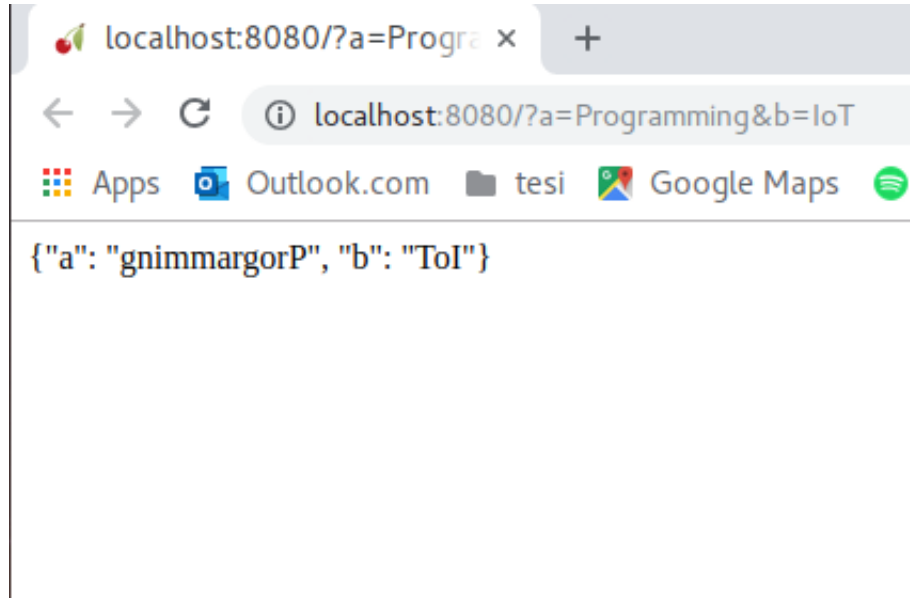 localhost:8080/?a=Progra
localhost:8080/?a=Programming&b=IoT
Apps Outlook.com tesi Google Maps
{"a": "gnimmargorP", "b": "ToI"}